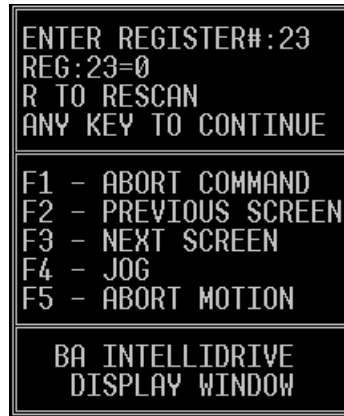 ENTER REGISTER#:23
REG:23=0
R TO RESCAN
ANY KEY TO CONTINUE
F1 - ABORT COMMAND
F2 - PREVIOUS SCREEN
F3 - NEXT SCREEN
F4 - JOG
F5 - ABORT MOTION
BA INTELLIDRIVE
DISPLAY WINDOW